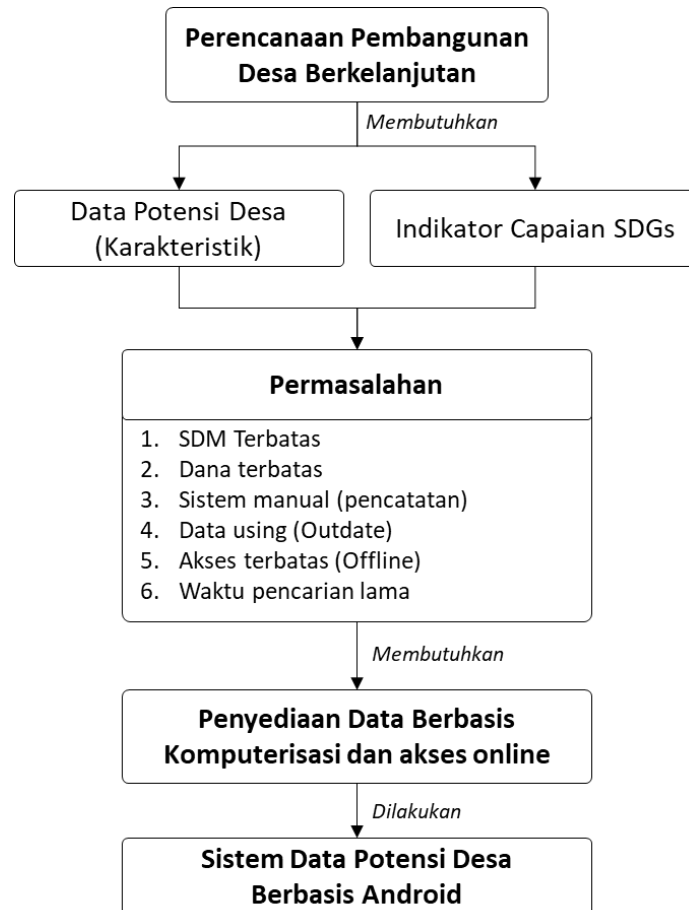 Perencanaan Pembangunan
Desa Berkelanjutan
Membutuhkan
Data Potensi Desa
(Karakteristik)
Indikator Capaian SDGs
Permasalahan
1. SDM Terbatas
2. Dana terbatas
3. Sistem manual (pencatatan)
4. Data using (Outdate)
5. Akses terbatas (Offline)
6. Waktu pencarian lama
Membutuhkan
Penyediaan Data Berbasis
Komputerisasi dan akses online
Dilakukan
Sistem Data Potensi Desa
Berbasis Android